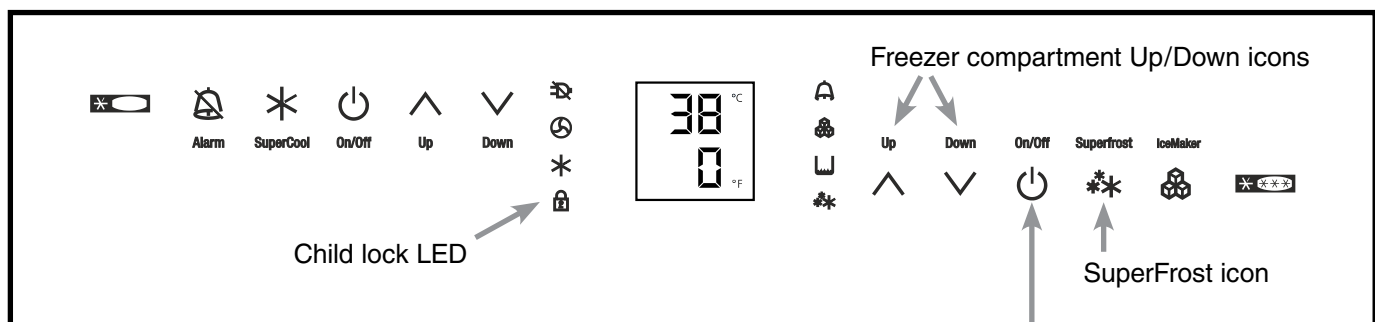 Freezer compartment Up/Down icons
Alarm SuperCool On/Off Up Down
38 °C
0 °F
Up Down On/Off Superfrost IceMaker
Child lock LED
SuperFrost icon